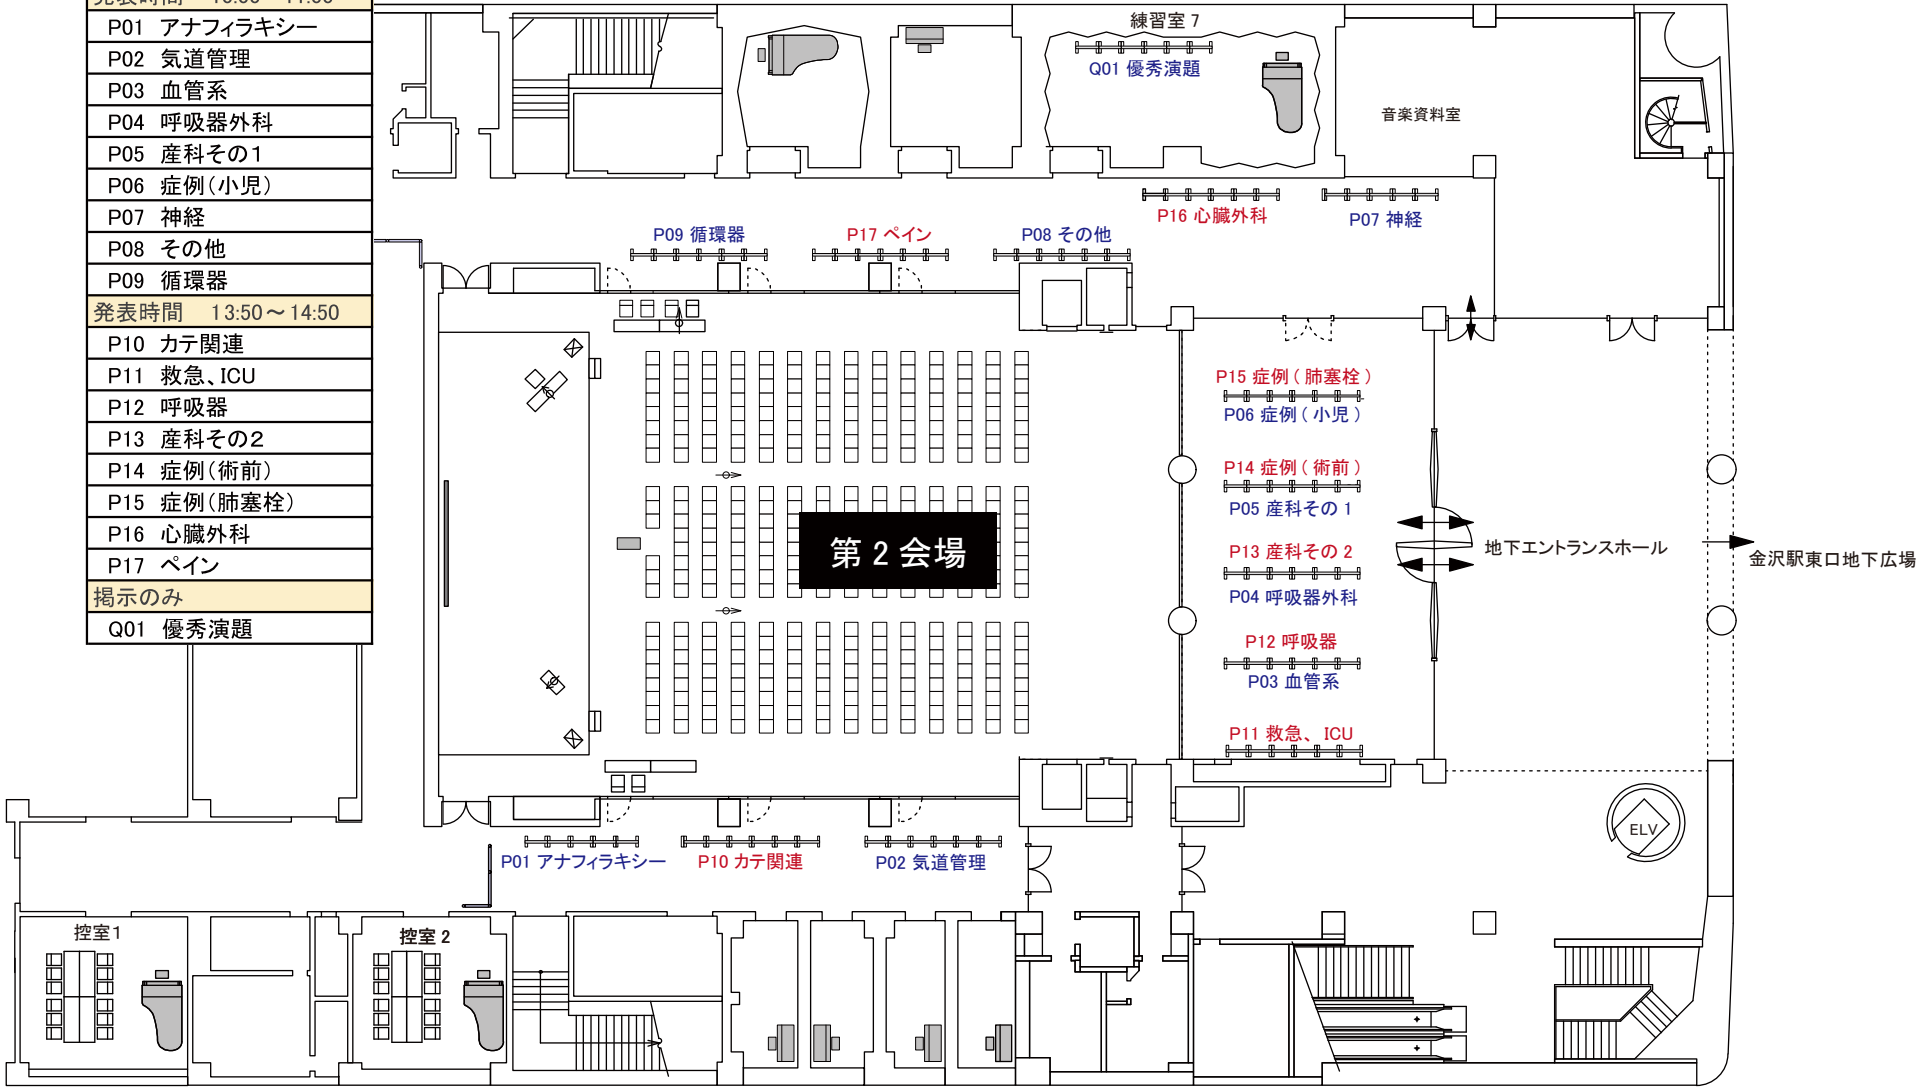 P01 アナフィラキシー
P02 気道管理
P03 血管系
P04 呼吸器外科
P05 産科その1
P06 症例(小児)
P07 神経
P08 その他
P09 循環器
発表時間 13:50～14:50
P10 カテ関連
P11 救急、ICU
P12 呼吸器
P13 産科その2
P14 症例(術前)
P15 症例(肺塞栓)
P16 心臓外科
P17 ペイン
掲示のみ
Q01 優秀演題
練習室 7
Q01 優秀演題
音楽資料室
P16 心臓外科
P07 神経
P09 循環器
P17 ペイン
P08 その他
P15 症例 ( 肺塞栓 )
P06 症例 ( 小児 )
P14 症例 ( 術前 )
P05 産科その 1
第 2 会場
P13 産科その 2
P04 呼吸器外科
地下エントランスホール
金沢駅東口地下広場
P12 呼吸器
P03 血管系
P11 救急、 ICU
ELV
P01 アナフィラキシー
P10 カテ関連
P02 気道管理
控室 1
控室 2